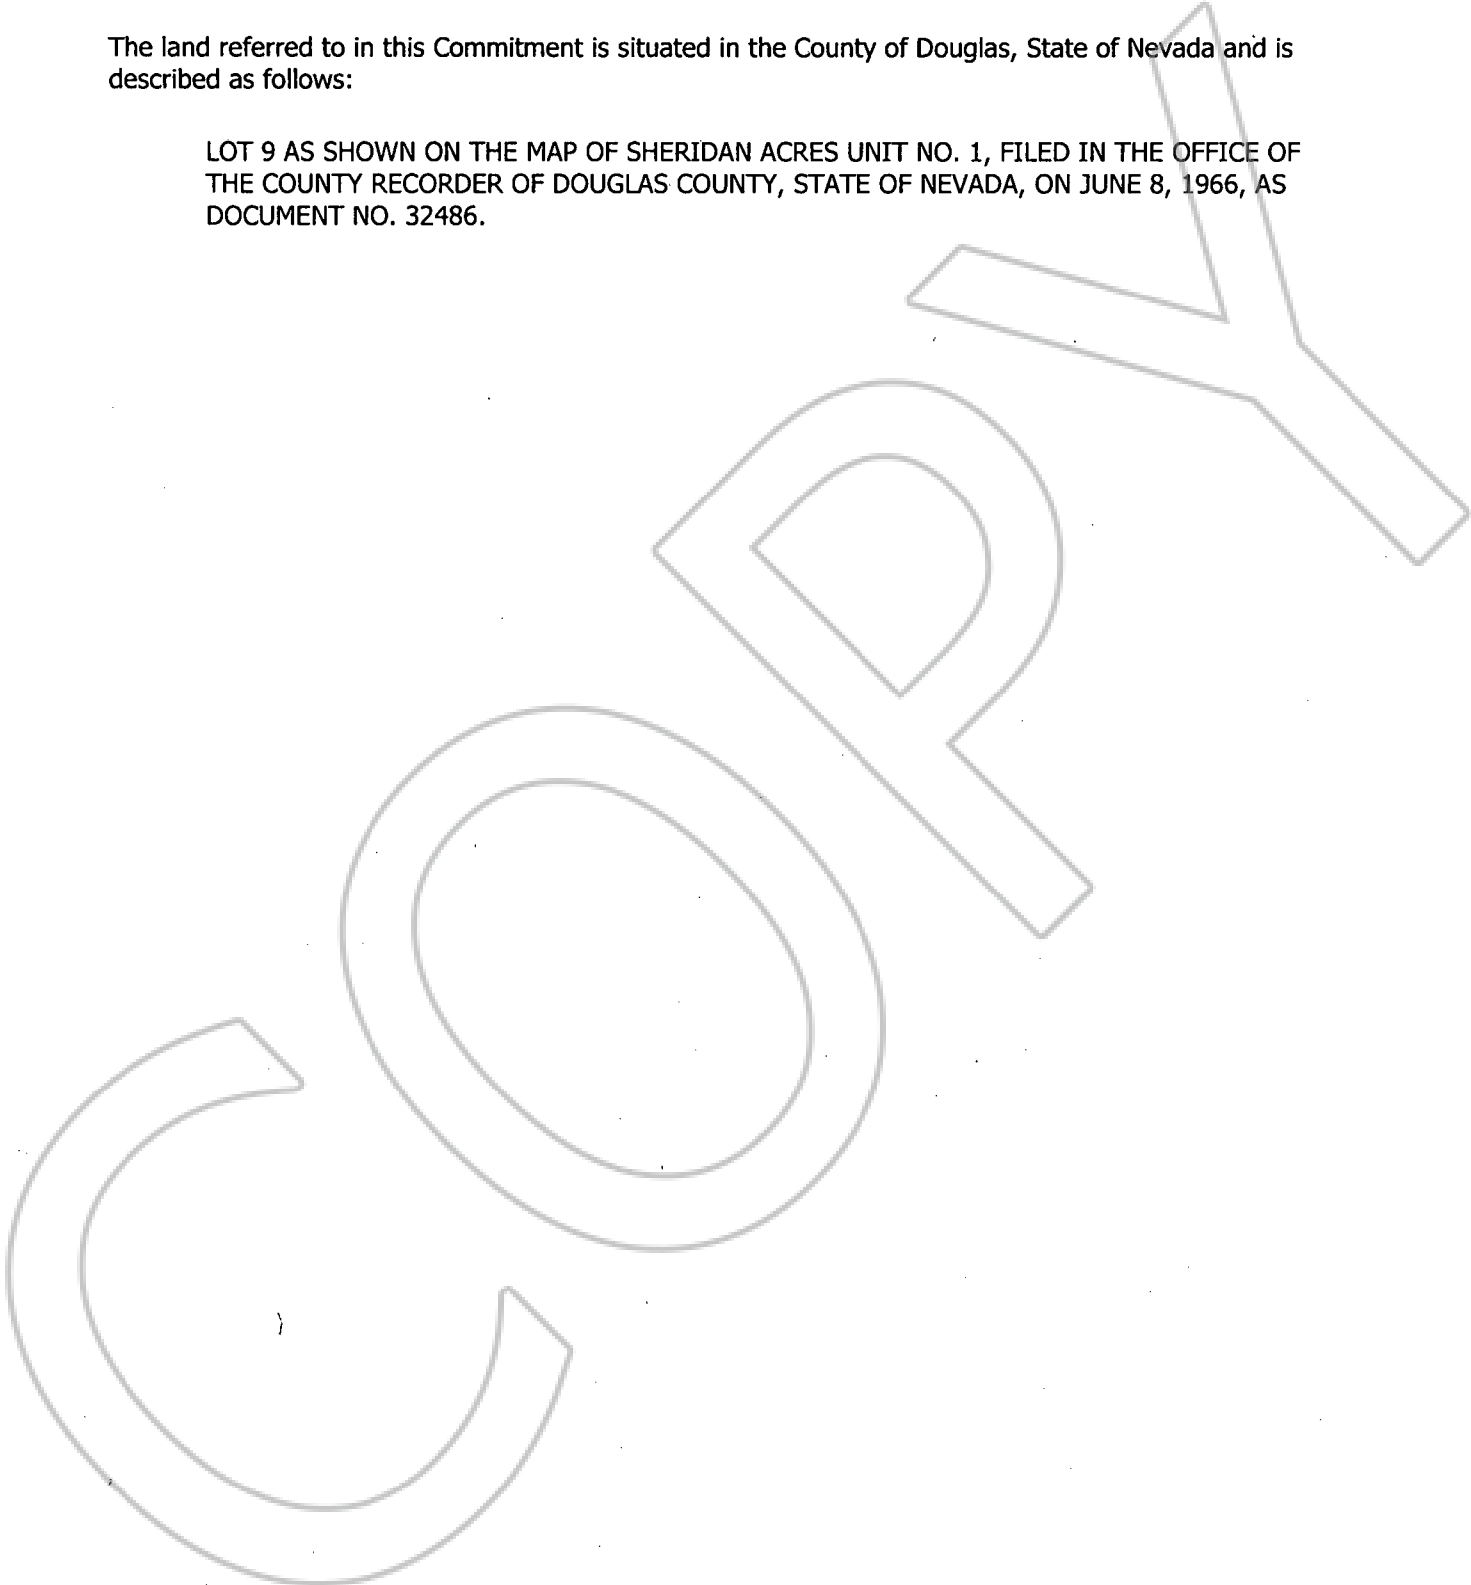 The land referred to in this Commitment is situated in the County of Douglas, State of Nevada and is
described as follows:
LOT 9 AS SHOWN ON THE MAP OF SHERIDAN ACRES UNIT NO. 1, FILED IN THE OFFICE OF
THE COUNTY RECORDER OF DOUGLAS COUNTY, STATE OF NEVADA, ON JUNE 8, 1966, AS
DOCUMENT NO. 32486.
COPY